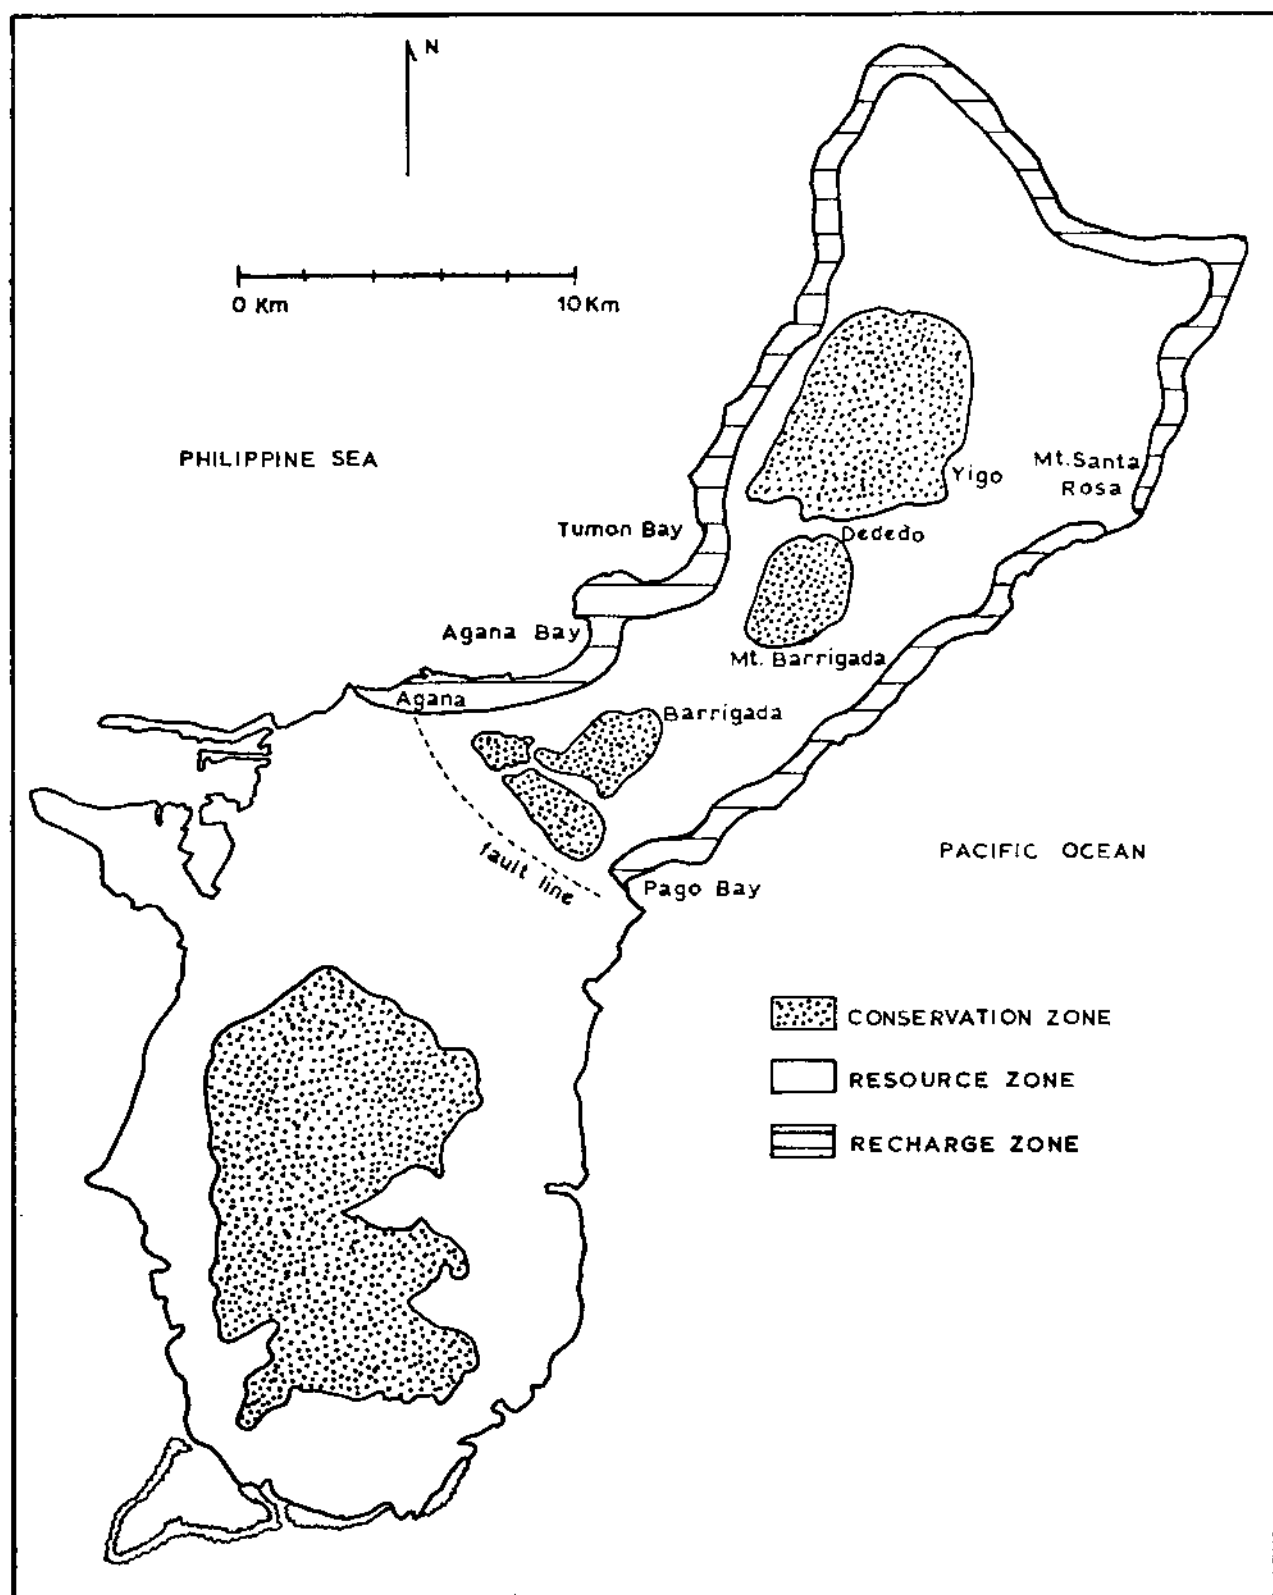 N
0 Km
10 Km
PHILIPPINE SEA
Mt. Santa
Rosa
Yigo
Tumon Bay
Dededo
Agana Bay
Mt. Barrigada
Agana
Barrigada
fault line
PACIFIC OCEAN
Pago Bay
CONSERVATION ZONE
RESOURCE ZONE
RECHARGE ZONE